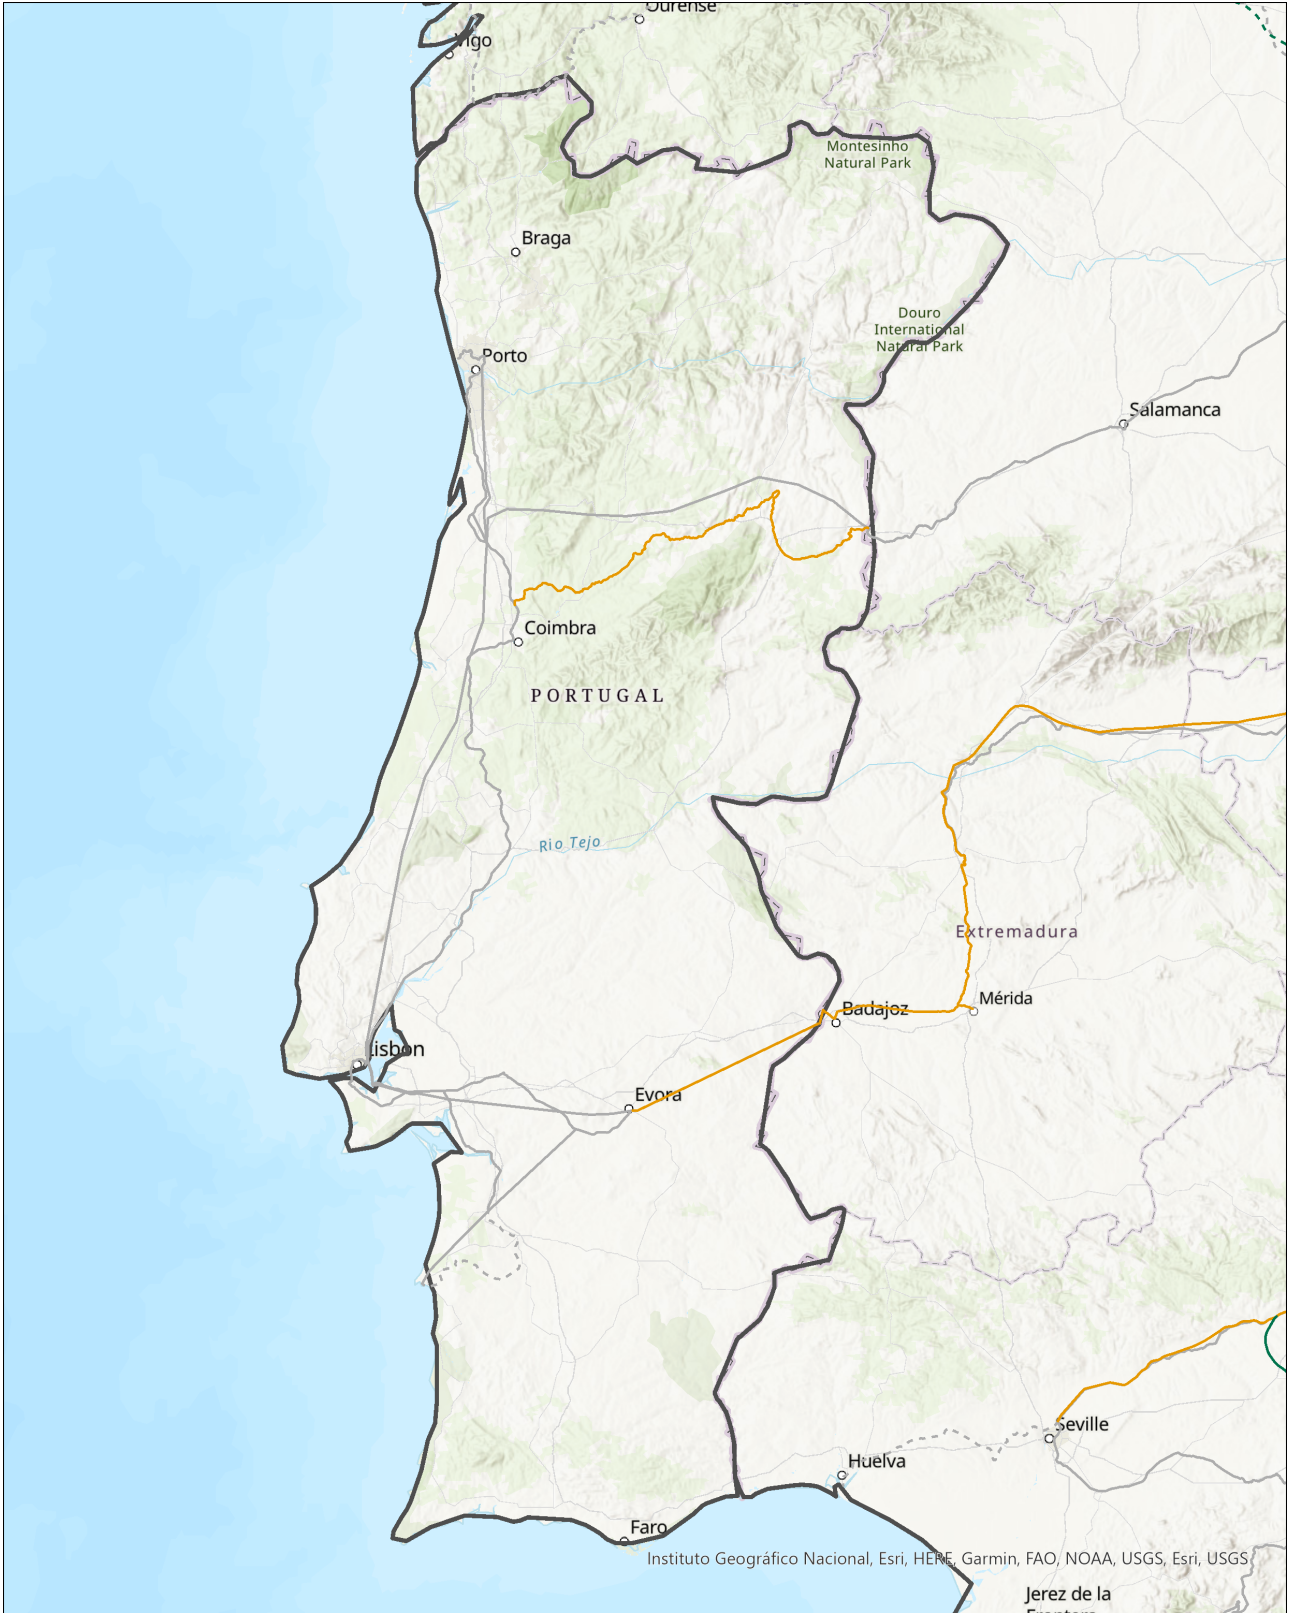 Ourense
Vigo
Montesinho
Natural Park
Braga
Douro
International
Natural Park
Porto
Salamanca
Coimbra
PORTUGAL
Rio Tejo
Extremadura
Mérida
Badajoz
Lisbon
Evora
Seville
Huelva
Faro
Instituto Geográfico Nacional, Esri, HERE, Garmin, FAO, NOAA, USGS, Esri, USGS
Jerez de la
Frontera